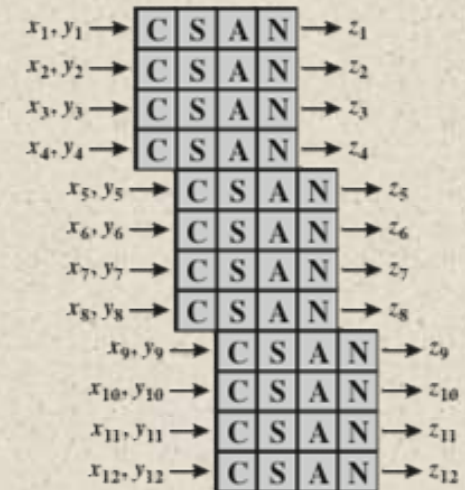 x₁, y₁ C S A N z₁
x₂, y₂ C S A N z₂
x₃, y₃ C S A N z₃
x₄, y₄ C S A N z₄
x₅, y₅ C S A N z₅
x₆, y₆ C S A N z₆
x₇, y₇ C S A N z₇
x₈, y₈ C S A N z₈
x₉, y₉ C S A N z₉
x₁₀, y₁₀ C S A N z₁₀
x₁₁, y₁₁ C S A N z₁₁
x₁₂, y₁₂ C S A N z₁₂